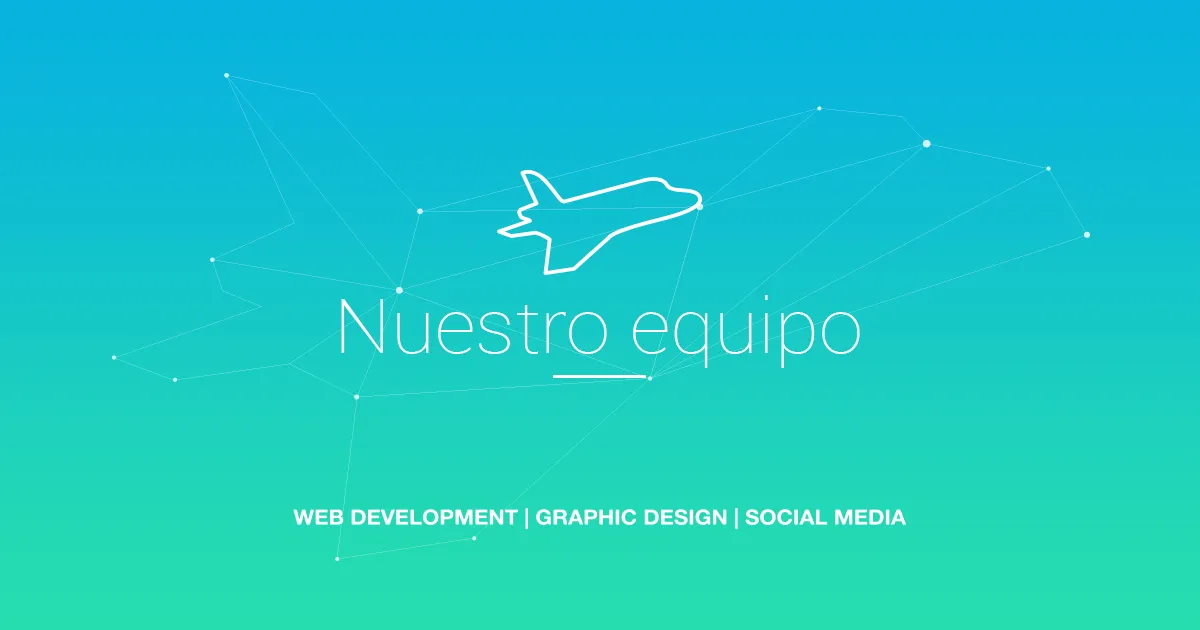 Nuestro equipo
WEB DEVELOPMENT | GRAPHIC DESIGN | SOCIAL MEDIA